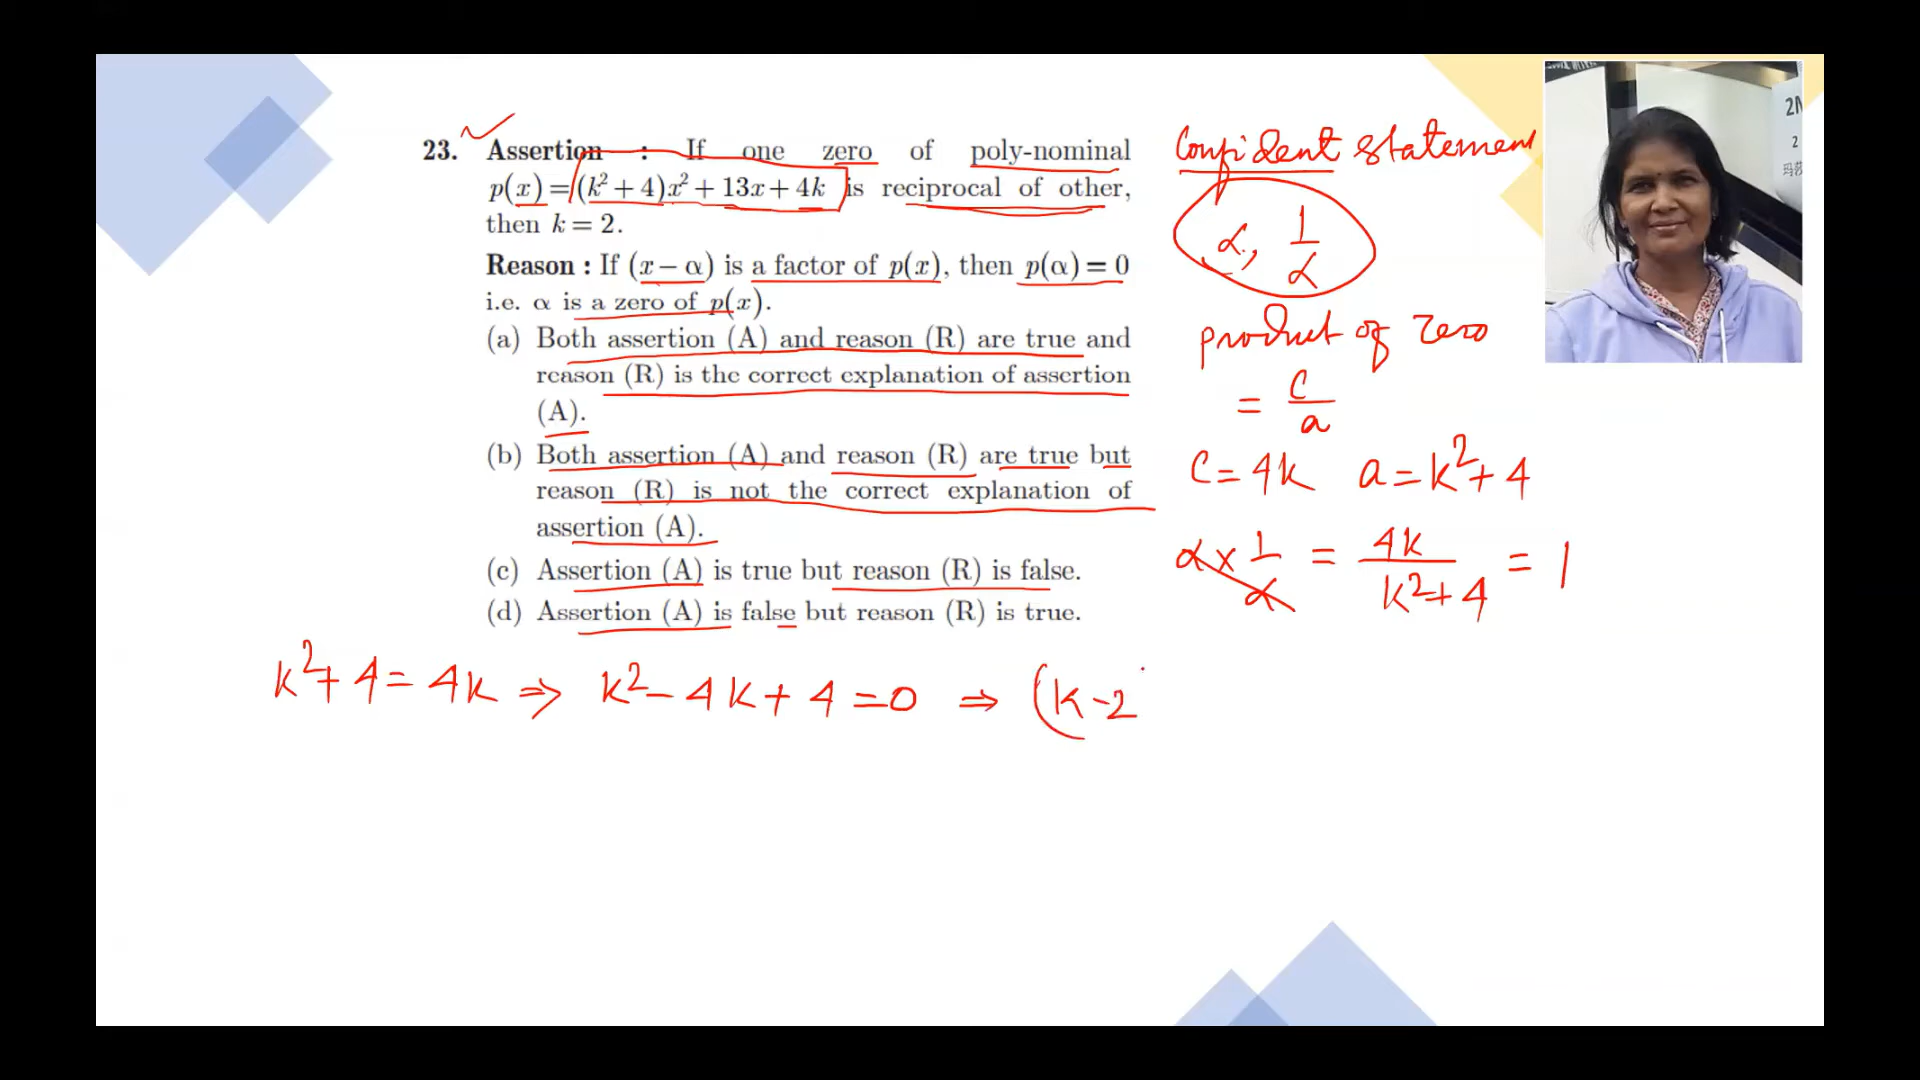 23. Assertion : If one zero of poly-nominal
p(x) = (k² + 4)x² + 13x + 4k is reciprocal of other,
then k = 2.
Reason : If (x − α) is a factor of p(x), then p(α) = 0
i.e. α is a zero of p(x).
(a) Both assertion (A) and reason (R) are true and
reason (R) is the correct explanation of assertion
(A).
(b) Both assertion (A) and reason (R) are true but
reason (R) is not the correct explanation of
assertion (A).
(c) Assertion (A) is true but reason (R) is false.
(d) Assertion (A) is false but reason (R) is true.
Confident statement
α, 1/α
product of zero
= c/a
C = 4k a = k² + 4
α × 1/α = 4k/k²+4 = 1
k² + 4 = 4k ⇒ k² − 4k + 4 = 0 ⇒ (k − 2
2